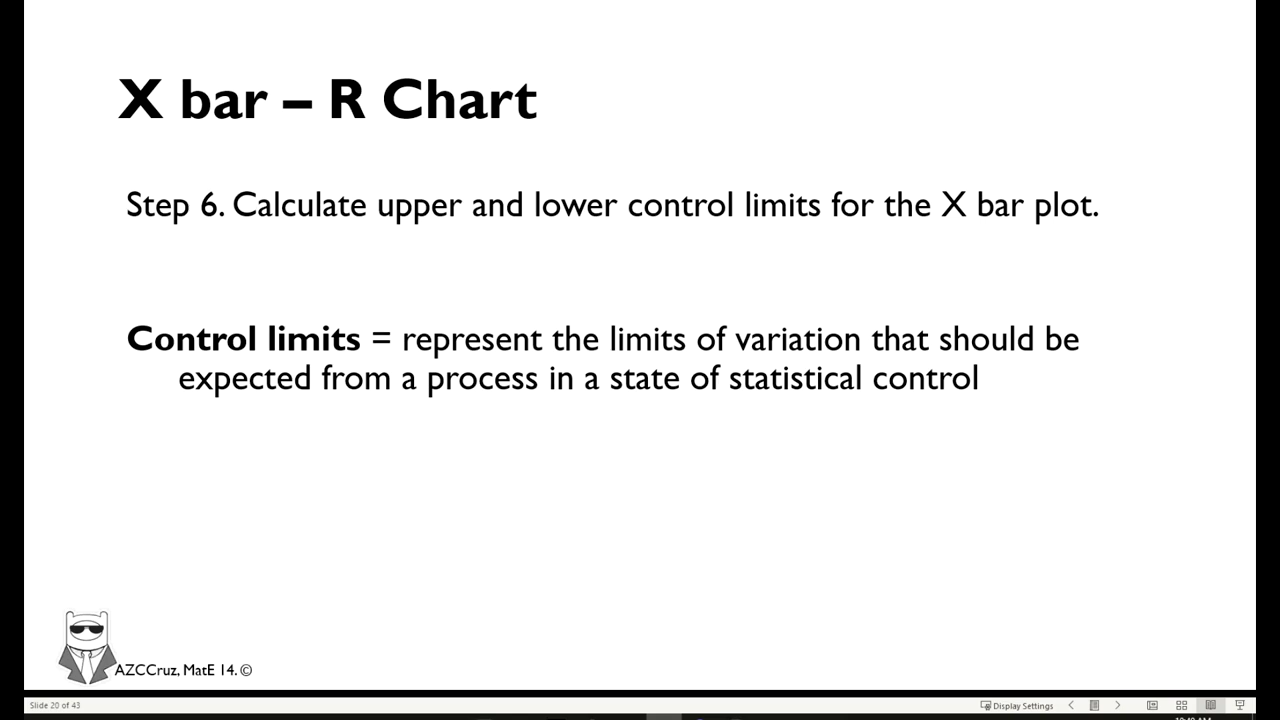 X bar – R Chart
Step 6. Calculate upper and lower control limits for the X bar plot.
Control limits = represent the limits of variation that should be
expected from a process in a state of statistical control
AZCCruz, MatE 14. ©
Slide 20 of 43
Display Settings